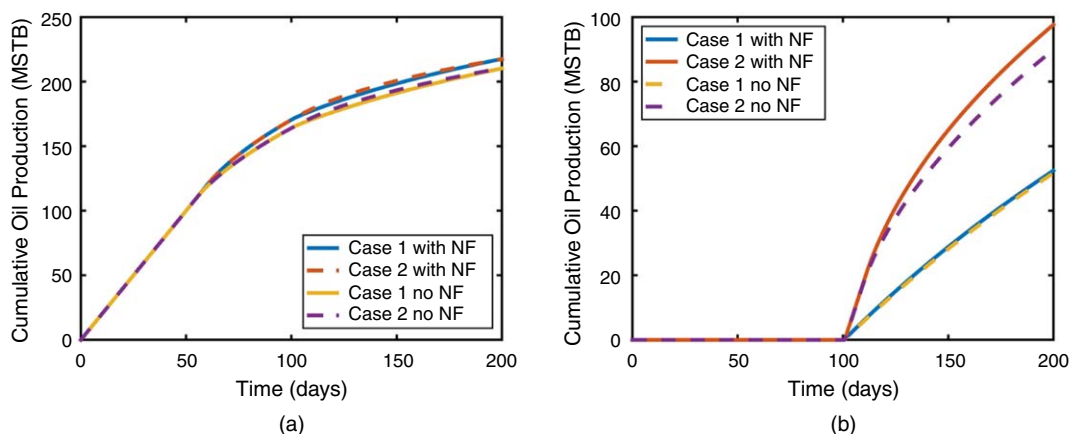 Cumulative Oil Production (MSTB)
250
200
150
100
50
0
Case 1 with NF
Case 2 with NF
Case 1 no NF
Case 2 no NF
0 50 100 150 200
Time (days)
(a)
Cumulative Oil Production (MSTB)
100
80
60
40
20
0
Case 1 with NF
Case 2 with NF
Case 1 no NF
Case 2 no NF
0 50 100 150 200
Time (days)
(b)